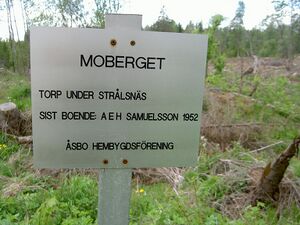 MOBERGET
TORP UNDER STRÅLSNÄS
SIST BOENDE: A E H SAMUELSSON 1952
ÅSBO HEMBYGDSFÖRENING